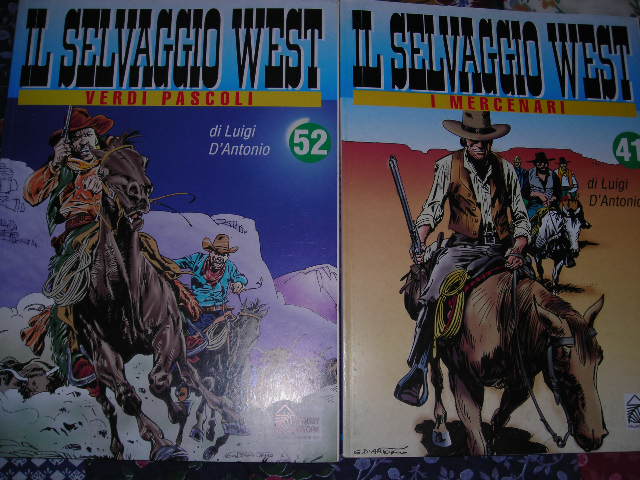 IL SELVAGGIO WEST
VERDI PASCOLI
di Luigi
D'Antonio
52
IL SELVAGGIO WEST
I MERCENARI
41
di Luigi
D'Antonio